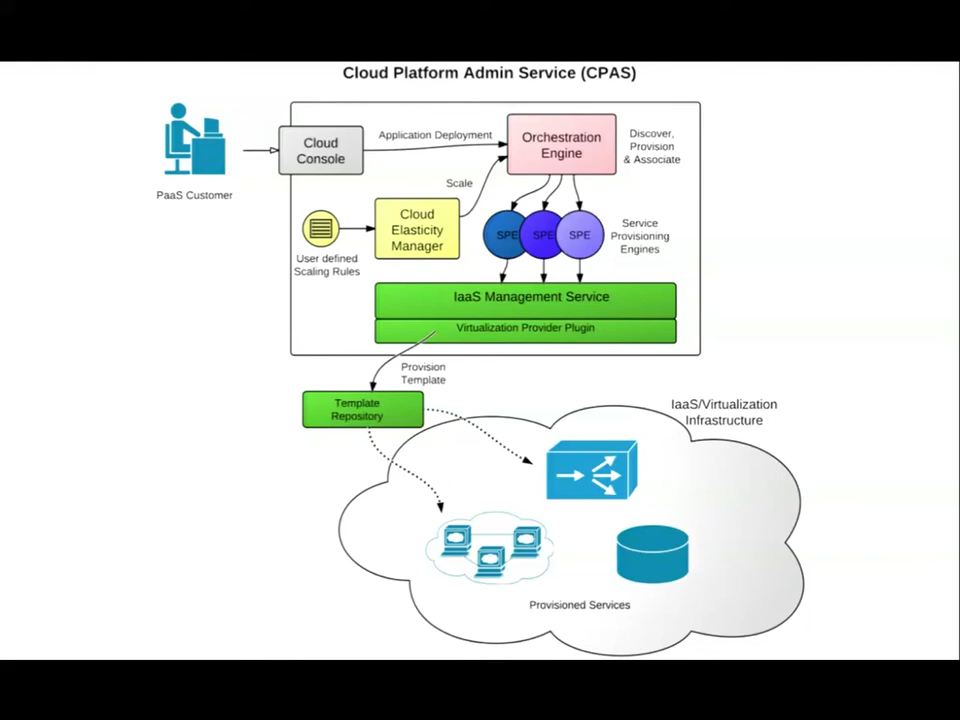 Cloud Platform Admin Service (CPAS)
PaaS Customer
Cloud
Console
Application Deployment
Orchestration
Engine
Discover,
Provision
& Associate
Scale
User defined
Scaling Rules
Cloud
Elasticity
Manager
SPE
SPE
SPE
Service
Provisioning
Engines
IaaS Management Service
Virtualization Provider Plugin
Provision
Template
Template
Repository
IaaS/Virtualization
Infrastructure
Provisioned Services